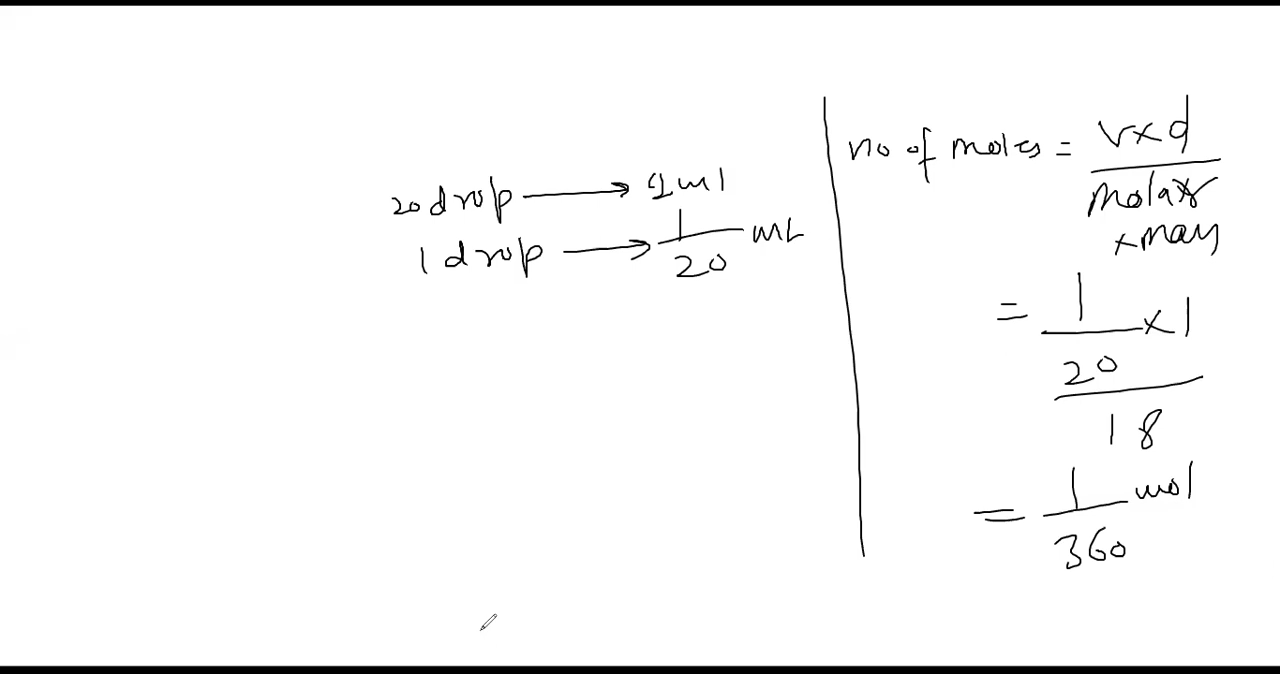 20 drop → 1 ml
1 drop → 1/20 mL
no of moles = v x d / molar mass
= 1/20 x 1 / 18
= 1/360 mol